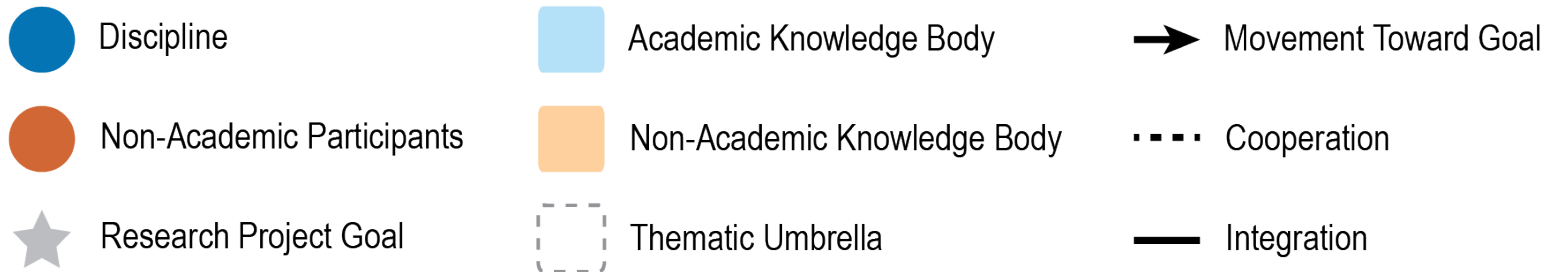 Discipline
Academic Knowledge Body
Movement Toward Goal
Non-Academic Participants
Non-Academic Knowledge Body
Cooperation
Research Project Goal
Thematic Umbrella
Integration